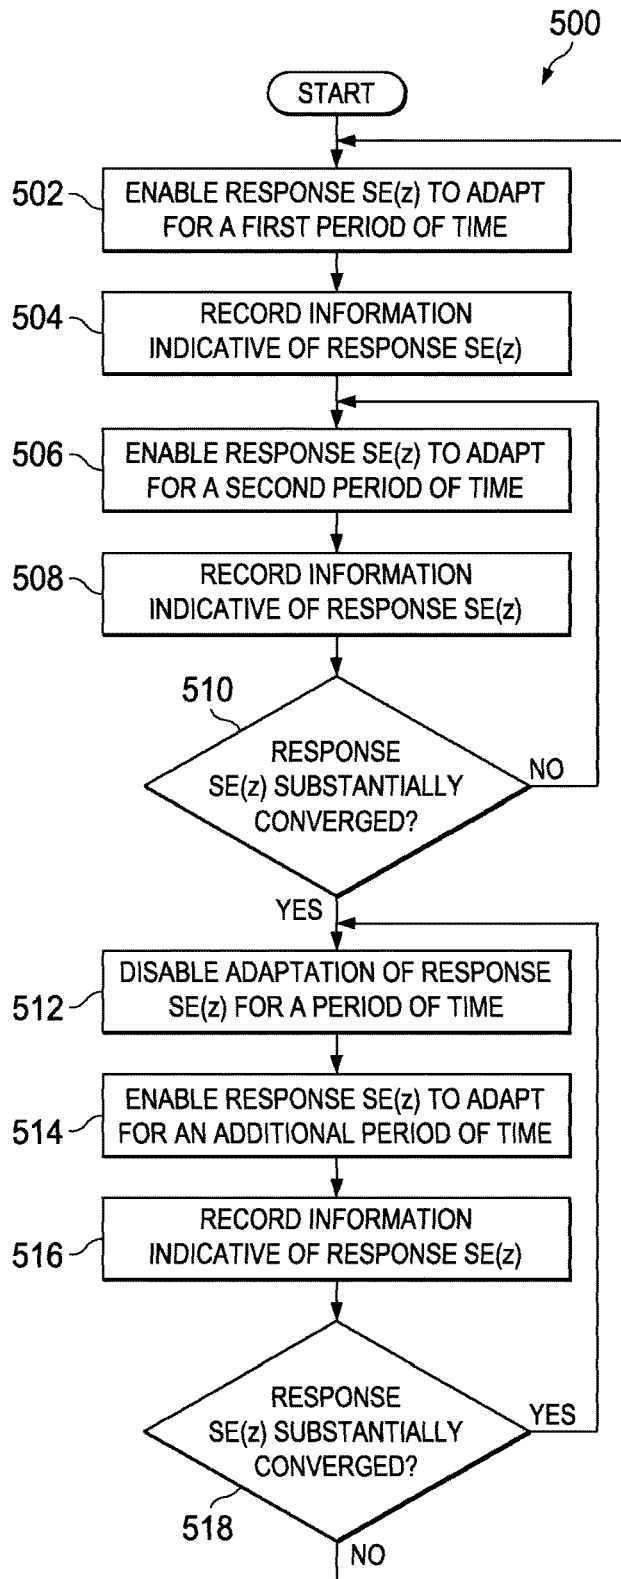 500
START
502
ENABLE RESPONSE SE(z) TO ADAPT
FOR A FIRST PERIOD OF TIME
504
RECORD INFORMATION
INDICATIVE OF RESPONSE SE(z)
506
ENABLE RESPONSE SE(z) TO ADAPT
FOR A SECOND PERIOD OF TIME
508
RECORD INFORMATION
INDICATIVE OF RESPONSE SE(z)
510
RESPONSE
SE(z) SUBSTANTIALLY
CONVERGED?
NO
YES
512
DISABLE ADAPTATION OF RESPONSE
SE(z) FOR A PERIOD OF TIME
514
ENABLE RESPONSE SE(z) TO ADAPT
FOR AN ADDITIONAL PERIOD OF TIME
516
RECORD INFORMATION
INDICATIVE OF RESPONSE SE(z)
RESPONSE
SE(z) SUBSTANTIALLY
CONVERGED?
YES
518
NO